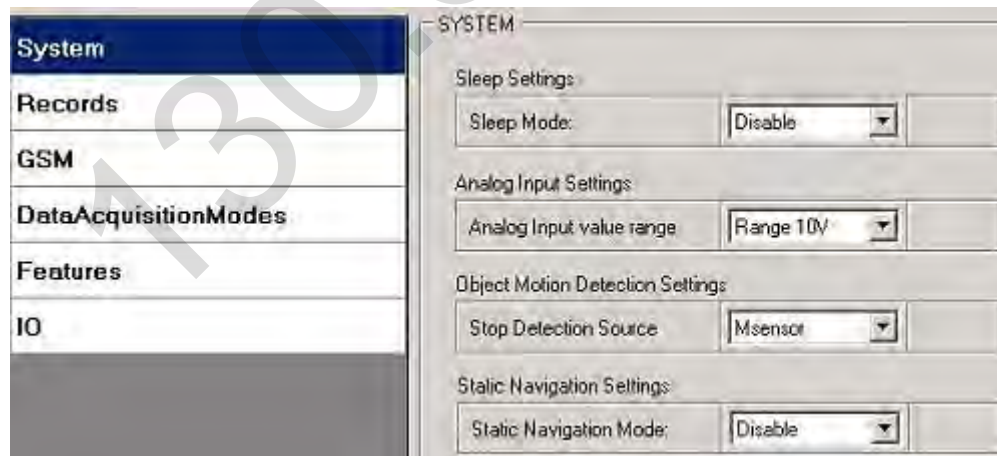 System
Records
GSM
DataAcquisitionModes
Features
IO
SYSTEM
Sleep Settings
Sleep Mode: Disable
Analog Input Settings
Analog Input value range Range 10V
Object Motion Detection Settings
Stop Detection Source Msensor
Static Navigation Settings
Static Navigation Mode: Disable